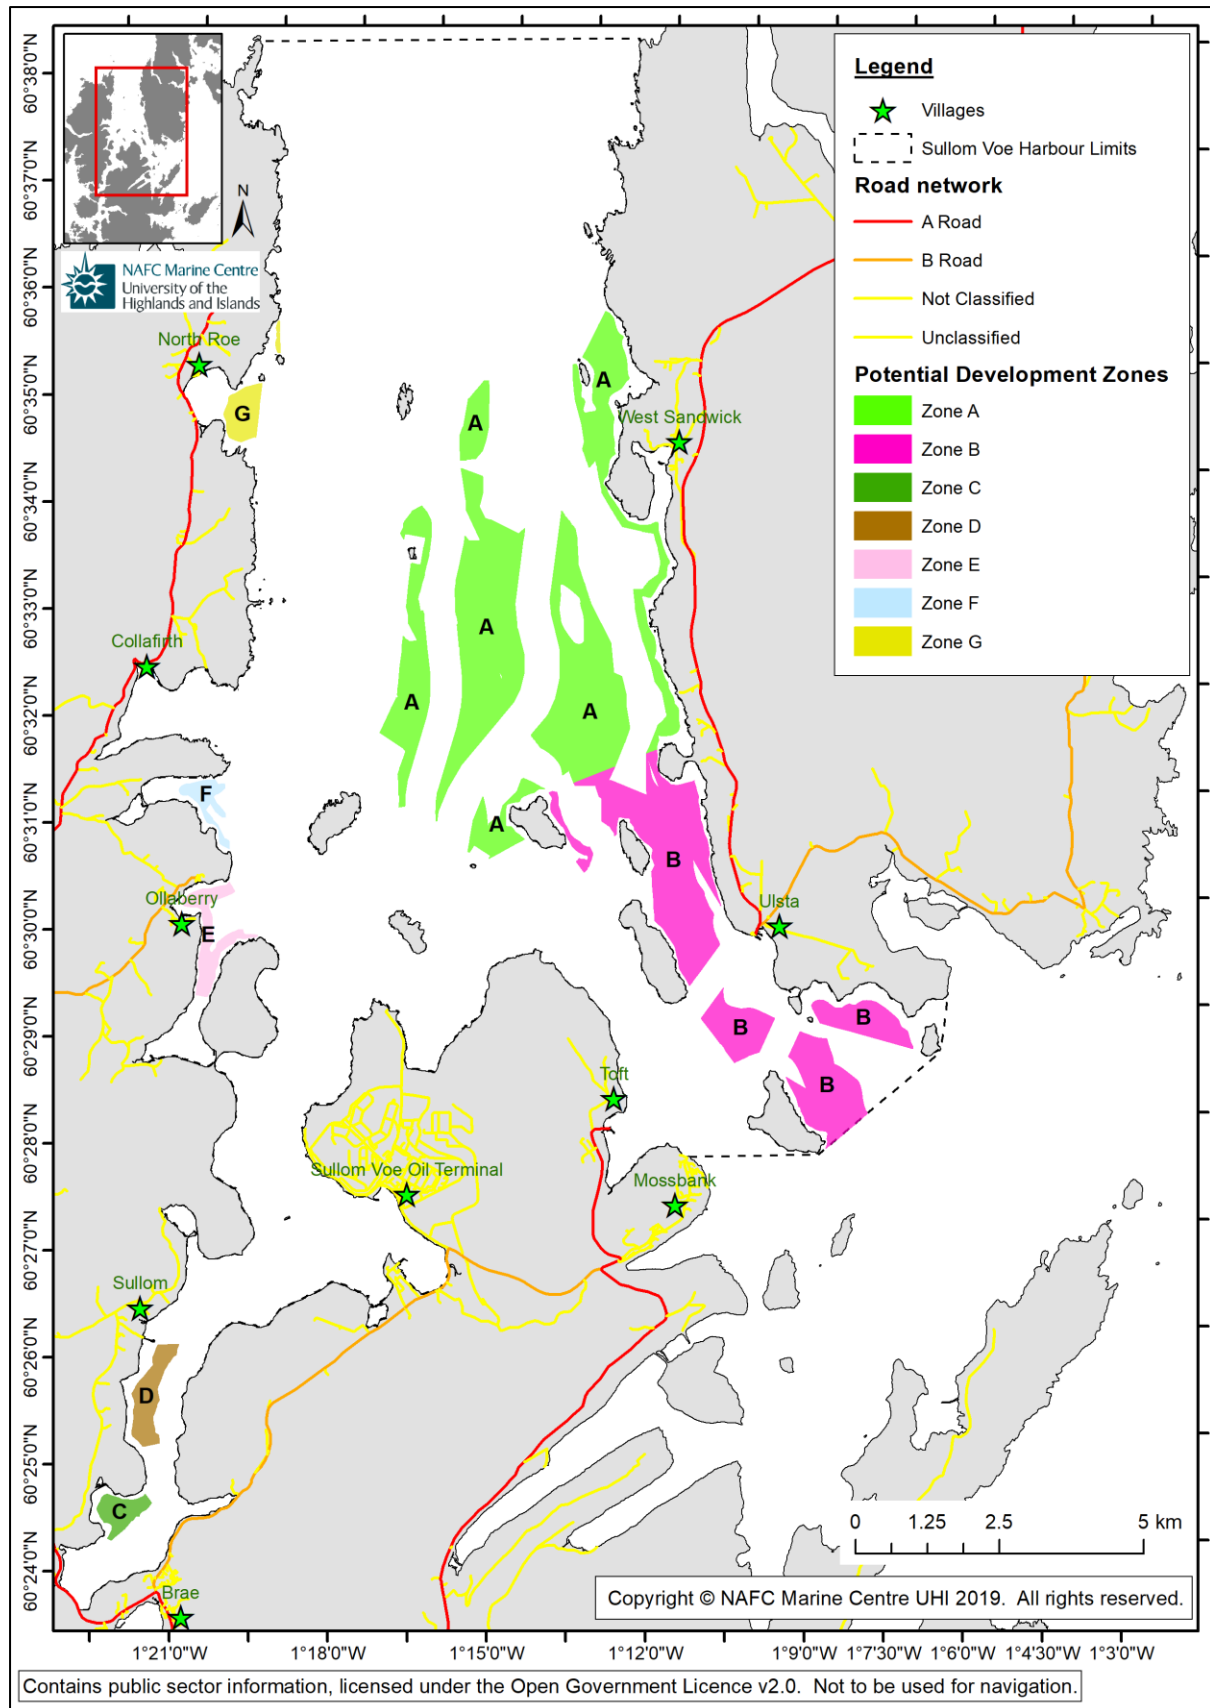 N
NAFC Marine Centre
University of the
Highlands and Islands
Legend
Villages
Sullom Voe Harbour Limits
Road network
A Road
B Road
Not Classified
Unclassified
Potential Development Zones
Zone A
Zone B
Zone C
Zone D
Zone E
Zone F
Zone G
60°38'0"N
60°37'0"N
60°36'0"N
60°35'0"N
60°34'0"N
60°33'0"N
60°32'0"N
60°31'0"N
60°30'0"N
60°29'0"N
60°28'0"N
60°27'0"N
60°26'0"N
60°25'0"N
60°24'0"N
North Roe
G
A
A
West Sandwick
A
A
A
Collafirth
F
A
B
Ollaberry
E
Ulsta
B
B
B
Toft
Sullom Voe Oil Terminal
Mossbank
Sullom
D
C
Brae
0 1.25 2.5 5 km
Copyright © NAFC Marine Centre UHI 2019. All rights reserved.
1°21'0"W 1°18'0"W 1°15'0"W 1°12'0"W 1°9'0"W 1°7'30"W 1°6'0"W 1°4'30"W 1°3'0"W 1°1'30"W
Contains public sector information, licensed under the Open Government Licence v2.0. Not to be used for navigation.